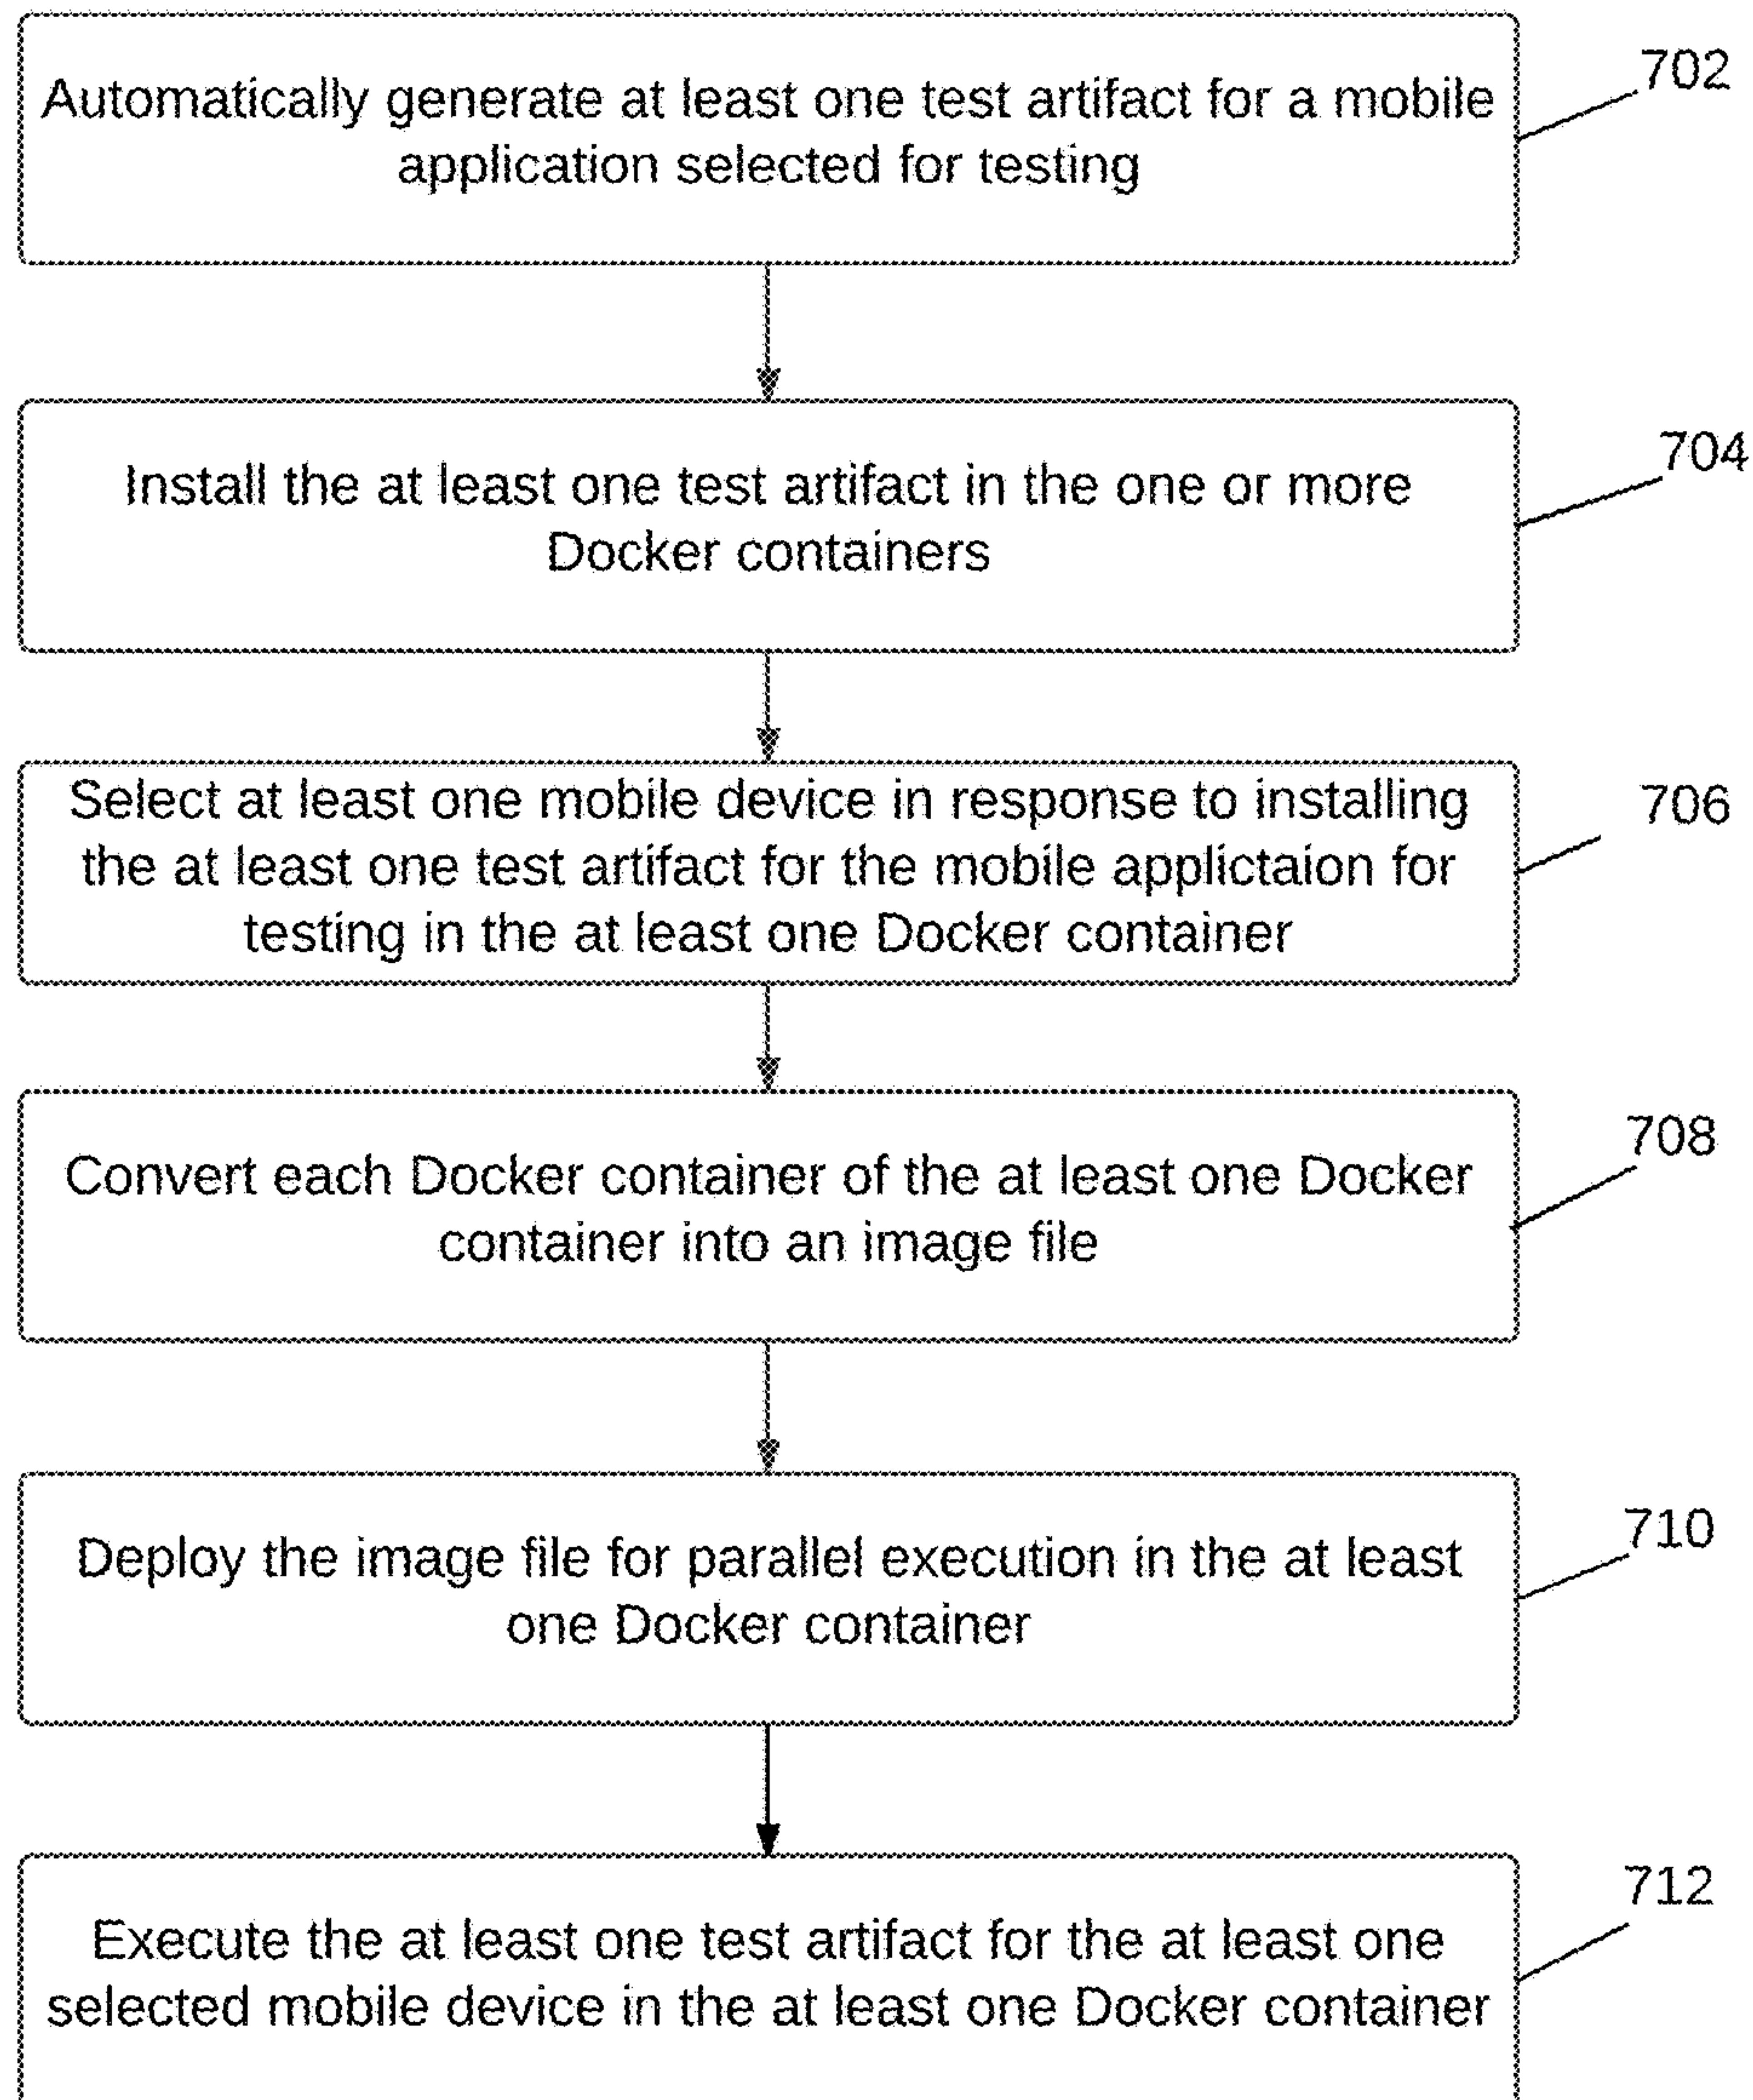 Automatically generate at least one test artifact for a mobile
application selected for testing
702
Install the at least one test artifact in the one or more
Docker containers
704
Select at least one mobile device in response to installing
the at least one test artifact for the mobile applictaion for
testing in the at least one Docker container
706
Convert each Docker container of the at least one Docker
container into an image file
708
Deploy the image file for parallel execution in the at least
one Docker container
710
Execute the at least one test artifact for the at least one
selected mobile device in the at least one Docker container
712